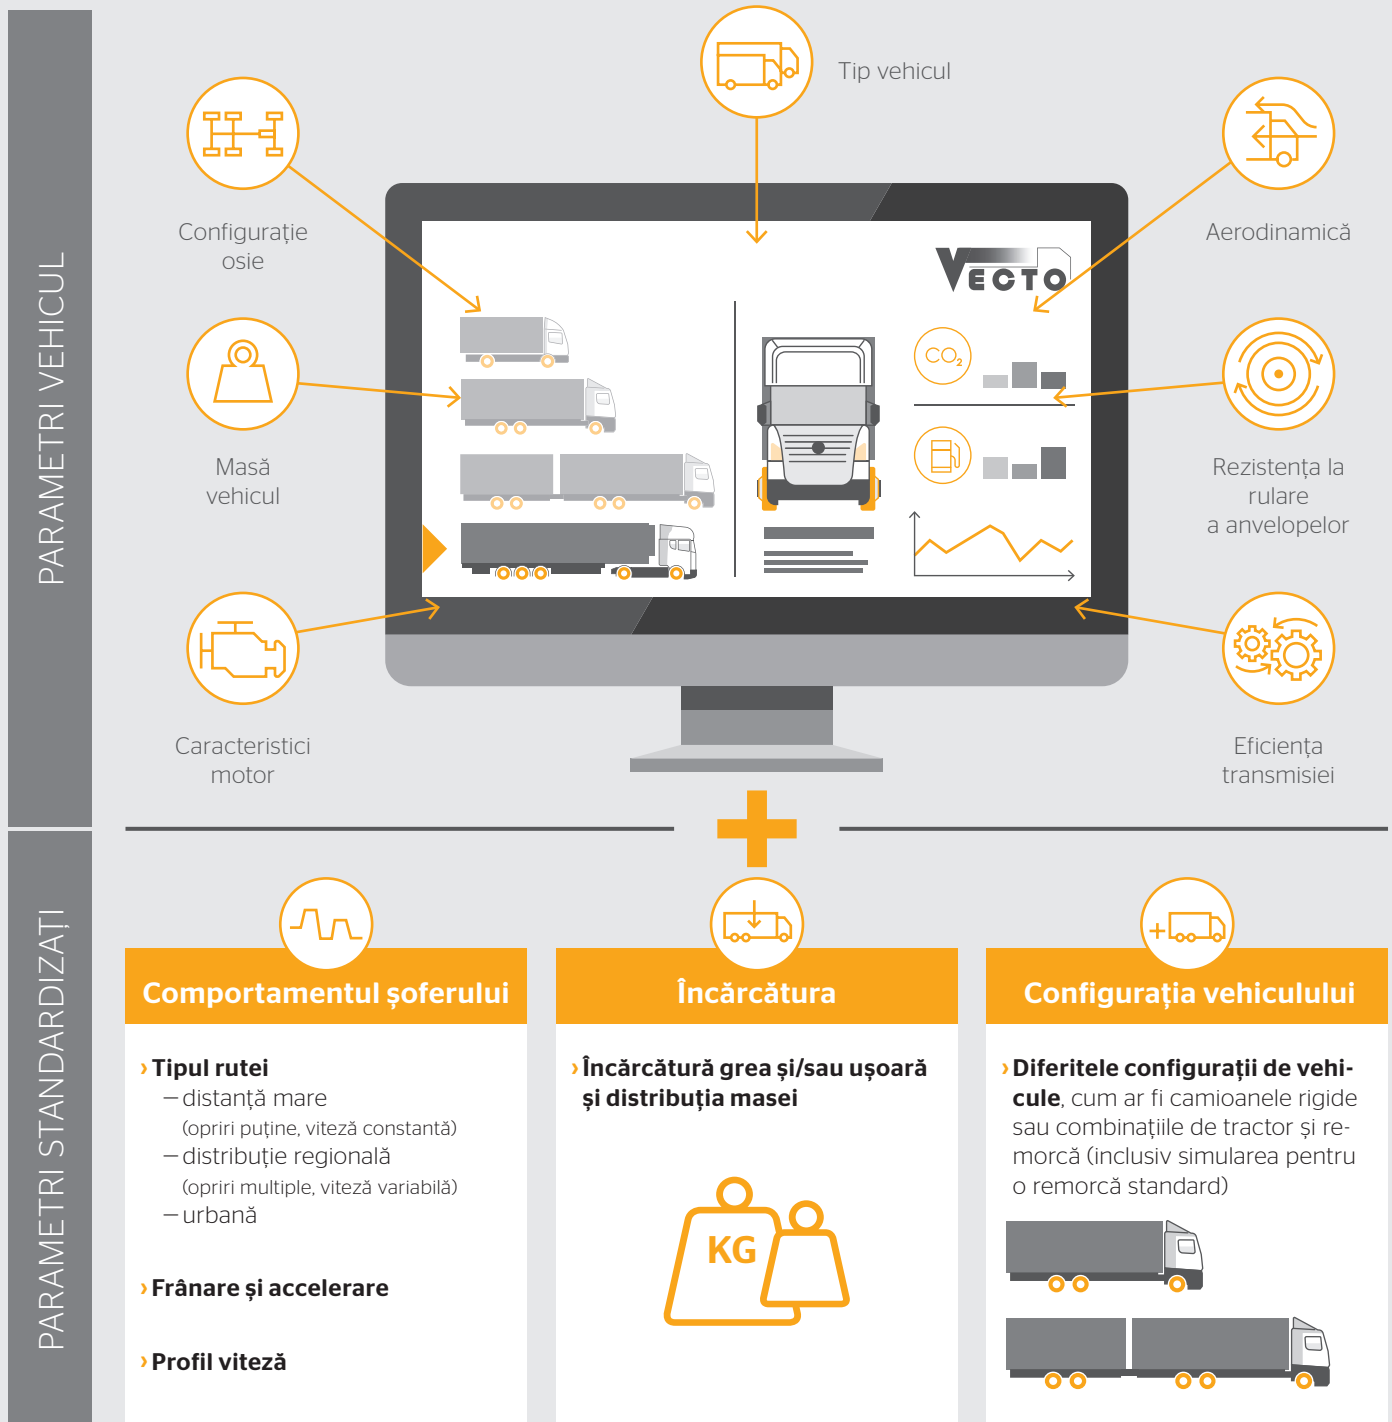 PARAMETRI VEHICUL
Tip vehicul
Configurație
osie
Aerodinamică
VECTO
CO2
Masă
vehicul
Rezistența la
rulare
a anvelopelor
Caracteristici
motor
Eficiența
transmisiei
+
PARAMETRI STANDARDIZAȚI
Comportamentul șoferului
› Tipul rutei
— distanță mare
(opriri puține, viteză constantă)
— distribuție regională
(opriri multiple, viteză variabilă)
— urbană
› Frânare și accelerare
› Profil viteză
Încărcătura
› Încărcătură grea și/sau ușoară
și distribuția masei
KG
+
Configurația vehiculului
› Diferitele configurații de vehi-
cule, cum ar fi camioanele rigide
sau combinațiile de tractor și re-
morcă (inclusiv simularea pentru
o remorcă standard)